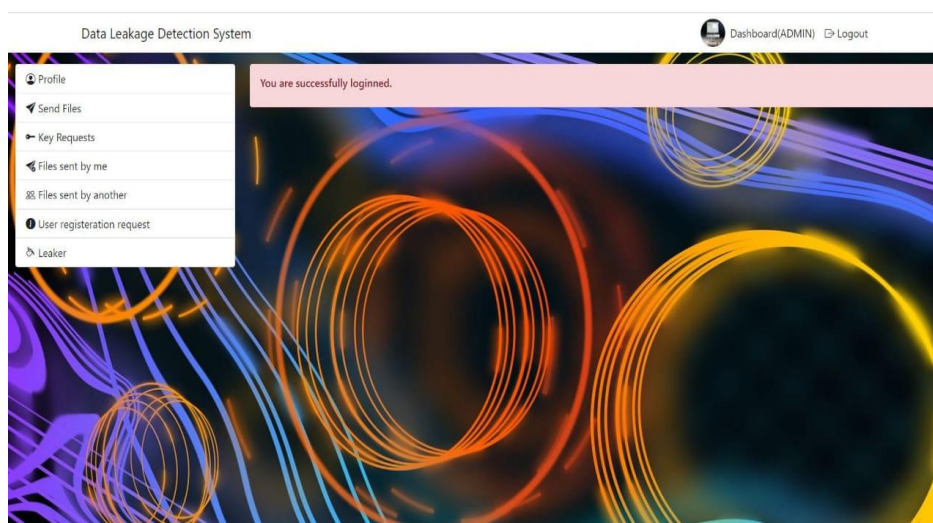 Data Leakage Detection System
Dashboard(ADMIN) Logout
Profile
Send Files
Key Requests
Files sent by me
Files sent by another
User registeration request
Leaker
You are successfully loginned.